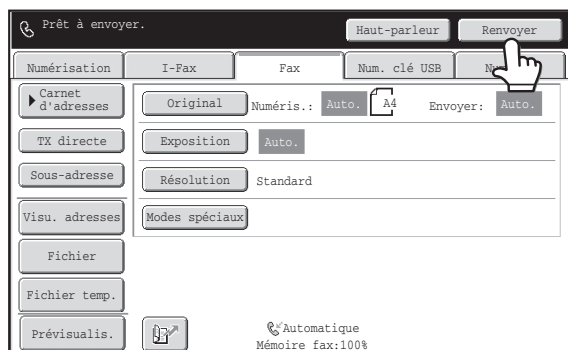 Prêt à envoyer.
Haut-parleur
Renvoyer
Numérisation
I-Fax
Fax
Num. clé USB
Carnet
d'adresses
Original
Numéris.:
Auto.
A4
Envoyer:
Auto.
TX directe
Exposition
Auto.
Sous-adresse
Résolution
Standard
Visu. adresses
Modes spéciaux
Fichier
Fichier temp.
Prévisualis.
Automatique
Mémoire fax:100%